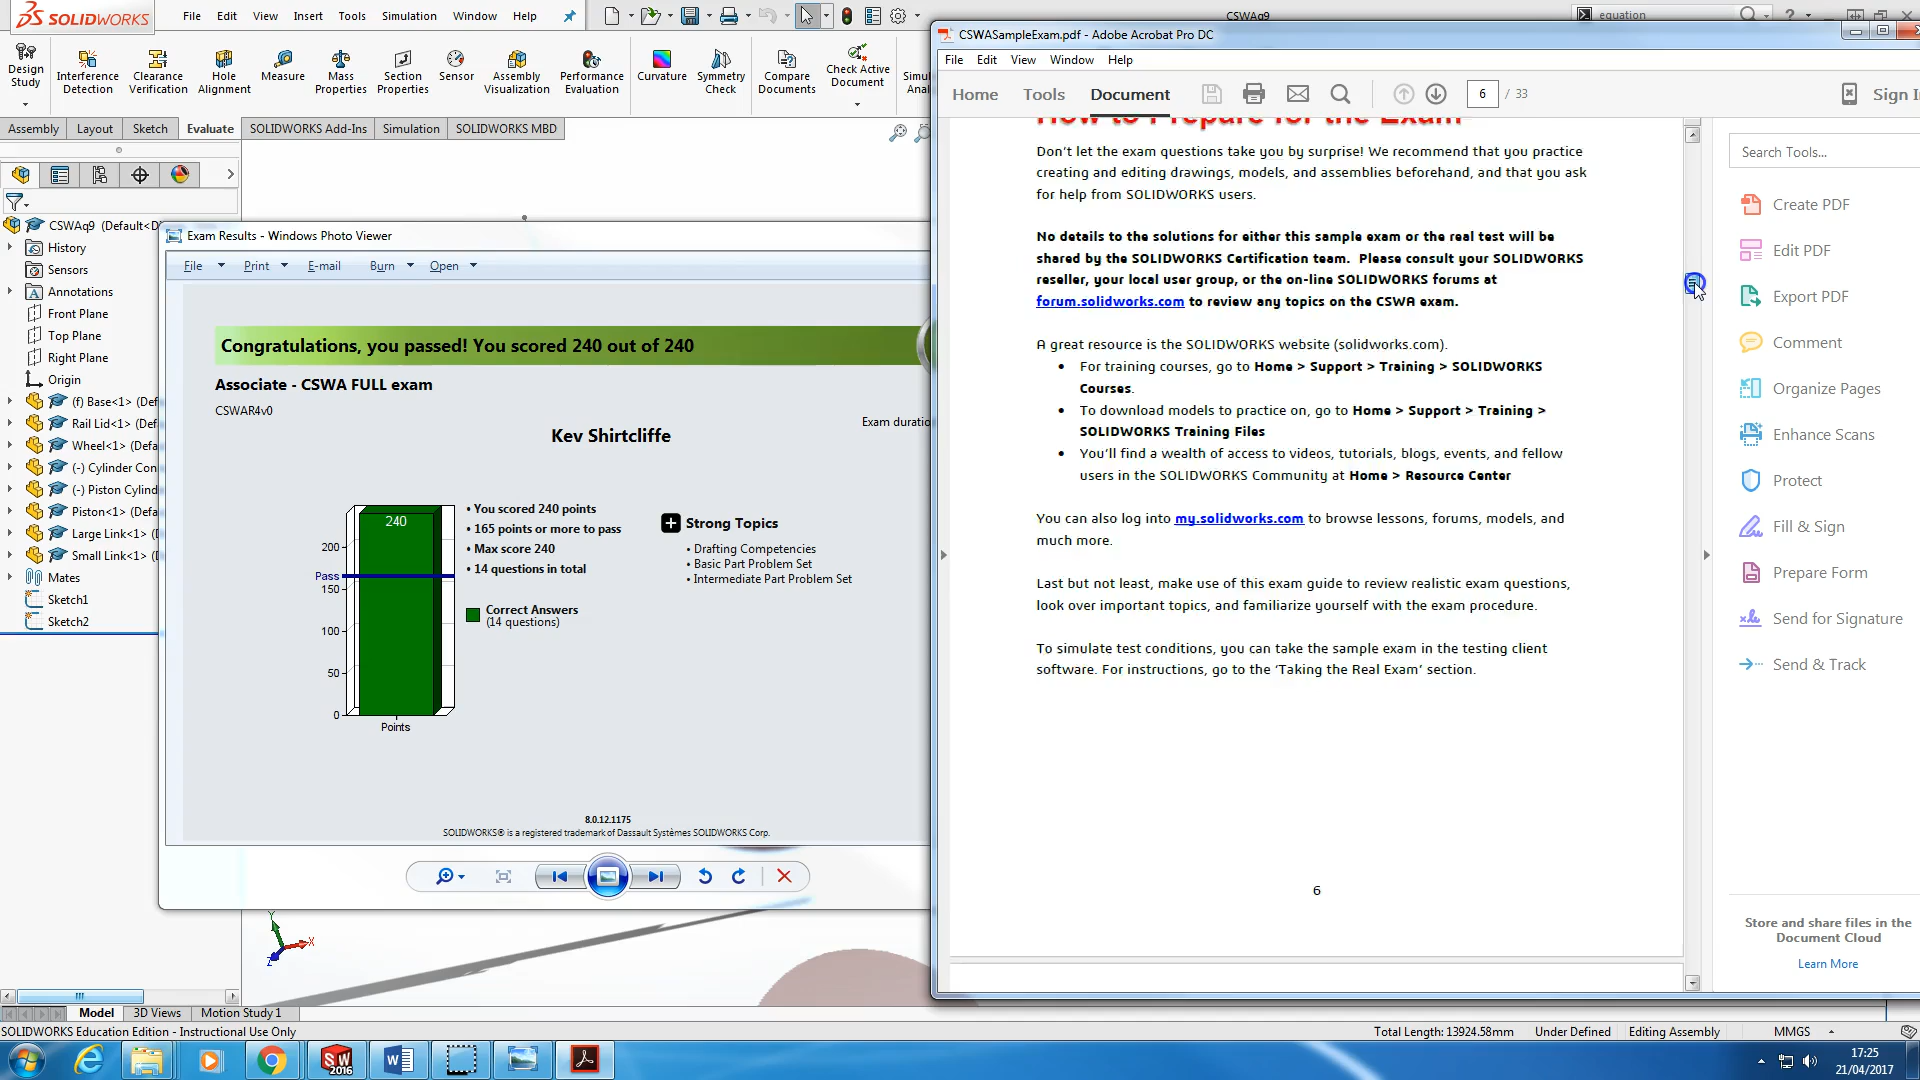 SOLIDWORKS
File Edit View Insert Tools Simulation Window Help
CSWAq9
equation
Design Study
Interference Detection
Clearance Verification
Hole Alignment
Measure
Mass Properties
Section Properties
Sensor
Assembly Visualization
Performance Evaluation
Curvature
Symmetry Check
Compare Documents
Check Active Document
Assembly Layout Sketch Evaluate SOLIDWORKS Add-Ins Simulation SOLIDWORKS MBD
CSWAq9 (Default<D
History
Sensors
Annotations
Front Plane
Top Plane
Right Plane
Origin
(f) Base<1> (Def
Rail Lid<1> (Def
Wheel<1> (Defa
(-) Cylinder Con
(-) Piston Cylind
Piston<1> (Defa
Large Link<1> (
Small Link<1> (
Mates
Sketch1
Sketch2
Exam Results - Windows Photo Viewer
File Print E-mail Burn Open
Congratulations, you passed! You scored 240 out of 240
Associate - CSWA FULL exam
CSWAR4v0
Exam duratio
Kev Shirtcliffe
240
200
Pass
150
100
50
0
Points
• You scored 240 points
• 165 points or more to pass
• Max score 240
• 14 questions in total
Correct Answers
(14 questions)
Strong Topics
• Drafting Competencies
• Basic Part Problem Set
• Intermediate Part Problem Set
8.0.12.1175
SOLIDWORKS® is a registered trademark of Dassault Systèmes SOLIDWORKS Corp.
CSWASampleExam.pdf - Adobe Acrobat Pro DC
File Edit View Window Help
Home Tools Document 6 / 33
How to Prepare for the Exam
Don't let the exam questions take you by surprise! We recommend that you practice
creating and editing drawings, models, and assemblies beforehand, and that you ask
for help from SOLIDWORKS users.
No details to the solutions for either this sample exam or the real test will be
shared by the SOLIDWORKS Certification team. Please consult your SOLIDWORKS
reseller, your local user group, or the on-line SOLIDWORKS forums at
forum.solidworks.com to review any topics on the CSWA exam.
A great resource is the SOLIDWORKS website (solidworks.com).
• For training courses, go to Home > Support > Training > SOLIDWORKS
Courses.
• To download models to practice on, go to Home > Support > Training >
SOLIDWORKS Training Files
• You'll find a wealth of access to videos, tutorials, blogs, events, and fellow
users in the SOLIDWORKS Community at Home > Resource Center
You can also log into my.solidworks.com to browse lessons, forums, models, and
much more.
Last but not least, make use of this exam guide to review realistic exam questions,
look over important topics, and familiarize yourself with the exam procedure.
To simulate test conditions, you can take the sample exam in the testing client
software. For instructions, go to the 'Taking the Real Exam' section.
6
Search Tools...
Create PDF
Edit PDF
Export PDF
Comment
Organize Pages
Enhance Scans
Protect
Fill & Sign
Prepare Form
Send for Signature
Send & Track
Store and share files in the
Document Cloud
Learn More
Model 3D Views Motion Study 1
SOLIDWORKS Education Edition - Instructional Use Only
Total Length: 13924.58mm Under Defined Editing Assembly MMGS
SW 2016
17:25
21/04/2017